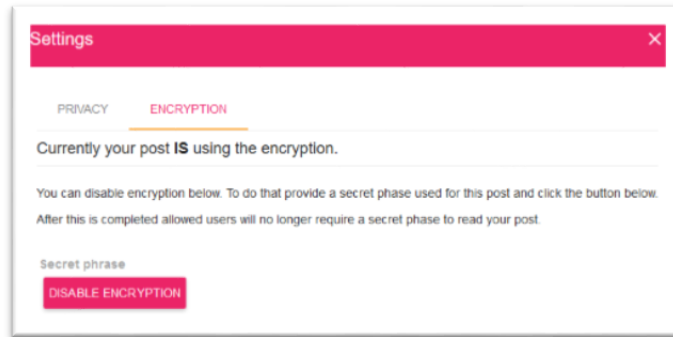 Settings ×
PRIVACY ENCRYPTION
Currently your post IS using the encryption.
You can disable encryption below. To do that provide a secret phase used for this post and click the button below.
After this is completed allowed users will no longer require a secret phase to read your post.
Secret phrase
DISABLE ENCRYPTION